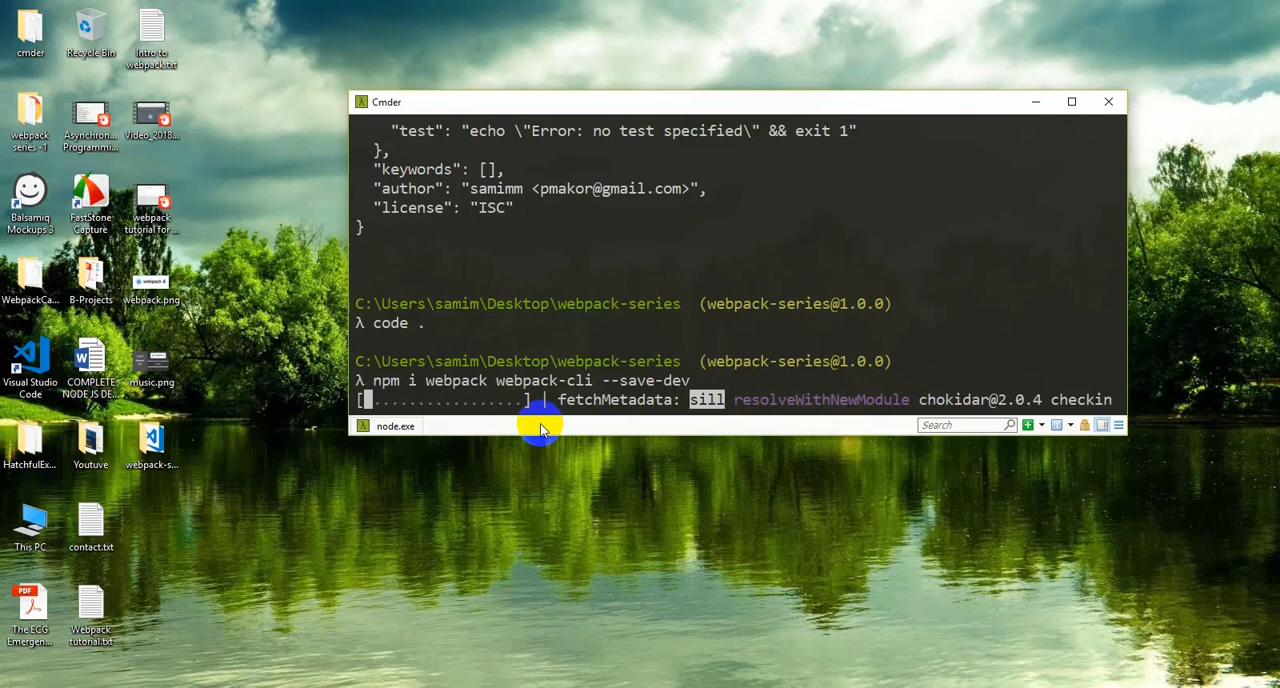 cmder
Recycle Bin
Intro to
webpack.txt
webpack
series -1
Asynchron...
Programmi...
Video_2018...
Balsamiq
Mockups 3
FastStone
Capture
webpack
tutorial for ...
WebpackCa...
B-Projects
webpack.png
Visual Studio
Code
COMPLETE
NODE JS DE...
music.png
HatchfulEx...
Youtuve
webpack-s...
This PC
contact.txt
PDF
The ECG
Emergen...
Webpack
tutorial.txt
Cmder
"test": "echo \"Error: no test specified\" && exit 1"
},
"keywords": [],
"author": "samimm <pmakor@gmail.com>",
"license": "ISC"
}
C:\Users\samim\Desktop\webpack-series (webpack-series@1.0.0)
λ code .
C:\Users\samim\Desktop\webpack-series (webpack-series@1.0.0)
λ npm i webpack webpack-cli --save-dev
[ .................] | fetchMetadata: sill resolveWithNewModule chokidar@2.0.4 checkin
node.exe
Search